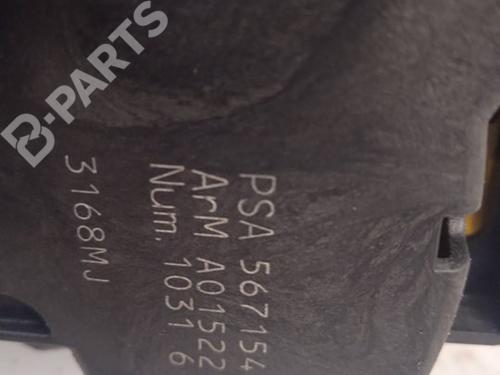 B-PARTS
PSA 567154
ArM A01522
Num. 1031 6
3168MJ